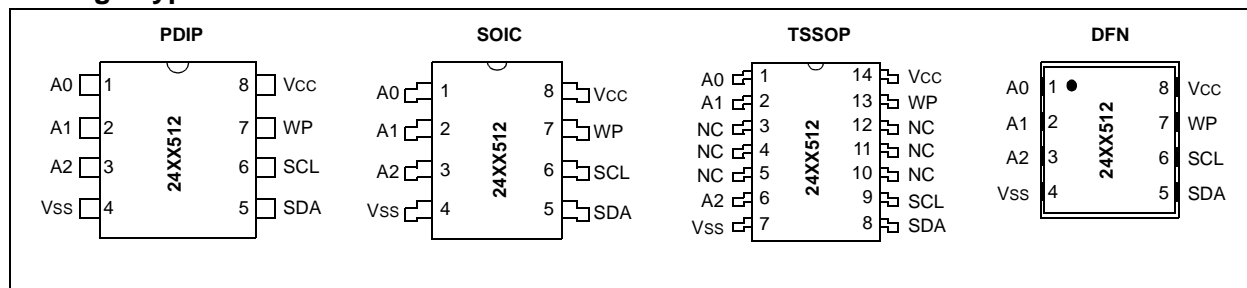 PDIP
A0 1 8 VCC
A1 2 7 WP
A2 3 6 SCL
VSS 4 5 SDA
24XX512
SOIC
A0 1 8 VCC
A1 2 7 WP
A2 3 6 SCL
VSS 4 5 SDA
24XX512
TSSOP
A0 1 14 VCC
A1 2 13 WP
NC 3 12 NC
NC 4 11 NC
NC 5 10 NC
A2 6 9 SCL
VSS 7 8 SDA
24XX512
DFN
A0 1 8 VCC
A1 2 7 WP
A2 3 6 SCL
VSS 4 5 SDA
24XX512